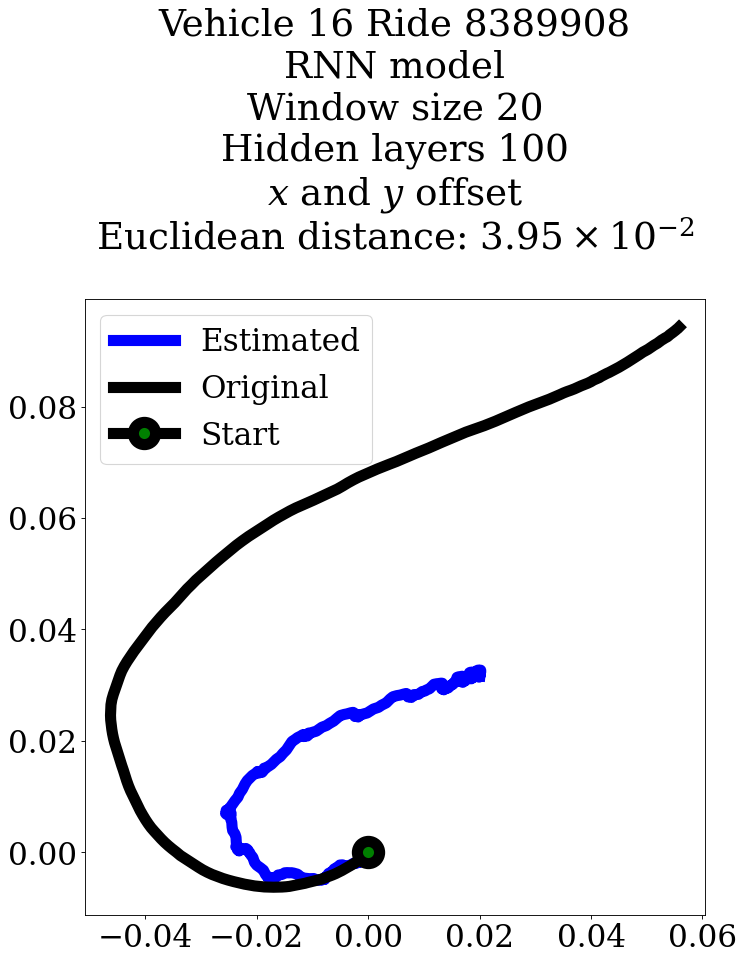 Vehicle 16 Ride 8389908
RNN model
Window size 20
Hidden layers 100
x and y offset
Euclidean distance: 3.95 × 10⁻²
Estimated
Original
Start
0.08
0.06
0.04
0.02
0.00
−0.04 −0.02 0.00 0.02 0.04 0.06